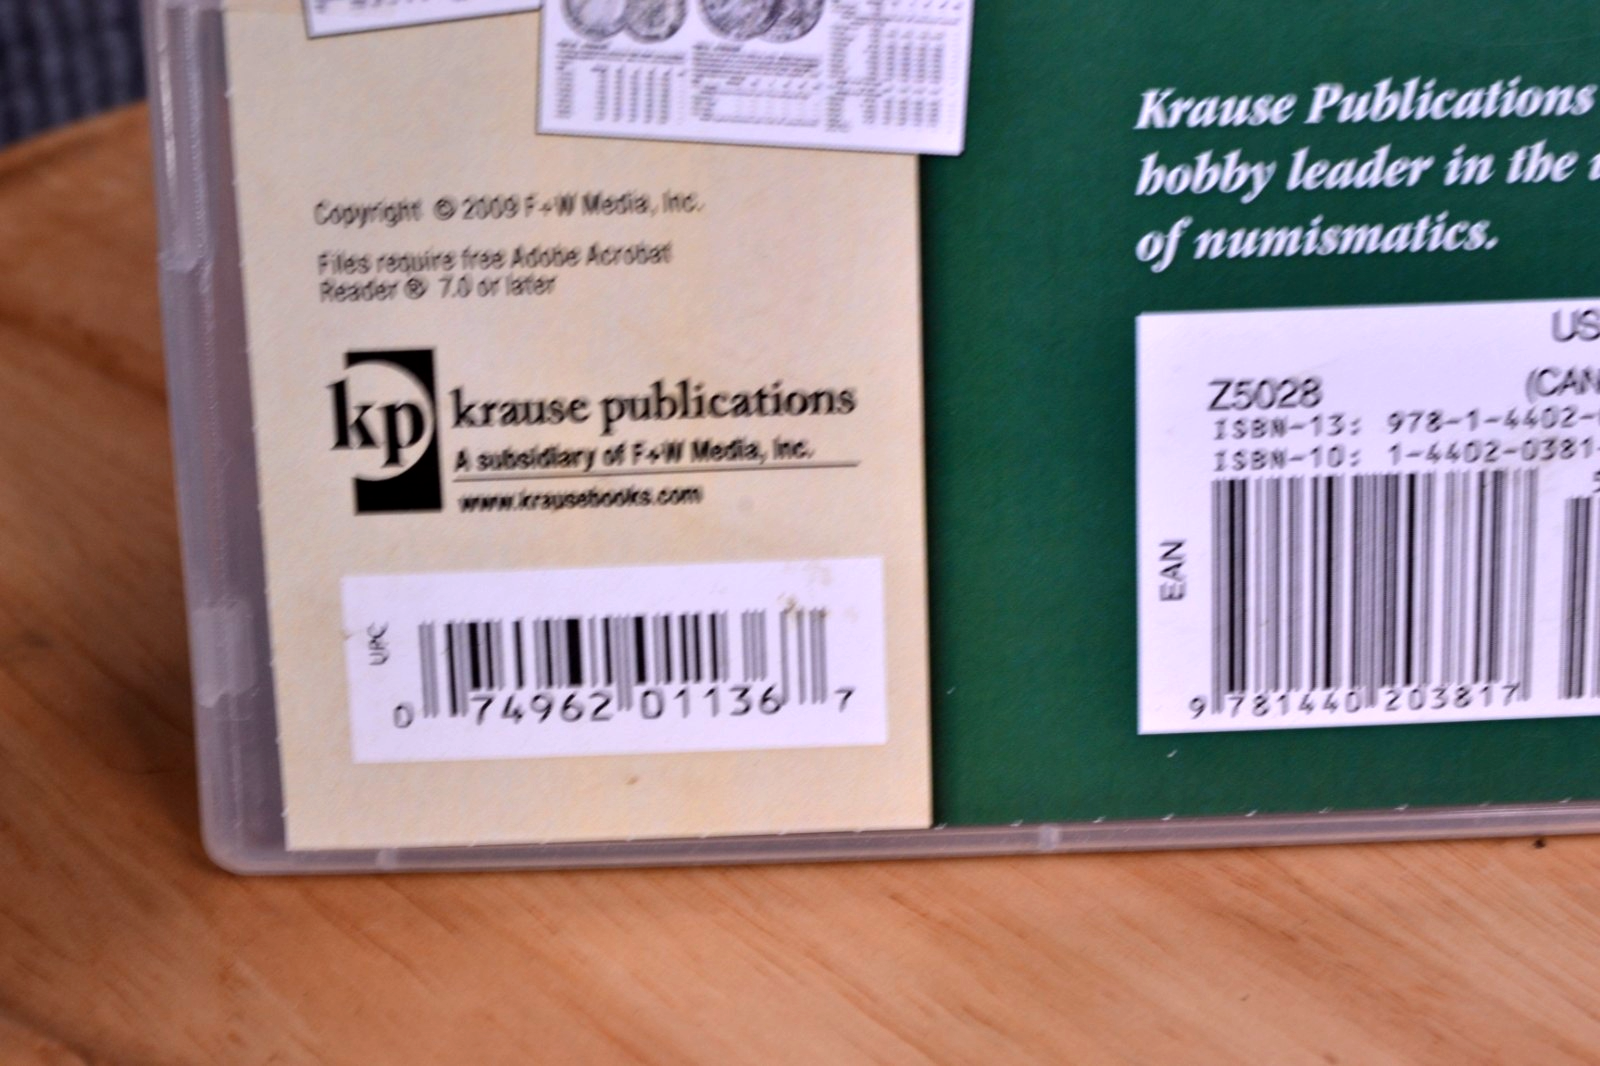 Copyright © 2009 F+W Media, Inc.
Files require free Adobe Acrobat
Reader ® 7.0 or later
kp krause publications
A subsidiary of F+W Media, Inc.
www.krausebooks.com
UPC
0 74962 01136 7
Krause Publications
hobby leader in the
of numismatics.
US
Z5028 (CAN
ISBN-13: 978-1-4402-
ISBN-10: 1-4402-0381-
EAN
9 781440 203817